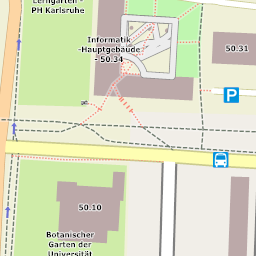 Lerngarten -
PH Karlsruhe
Informatik
-Hauptgebäude
- 50.34
50.31
P
50.10
Botanischer
Garten der
Universität